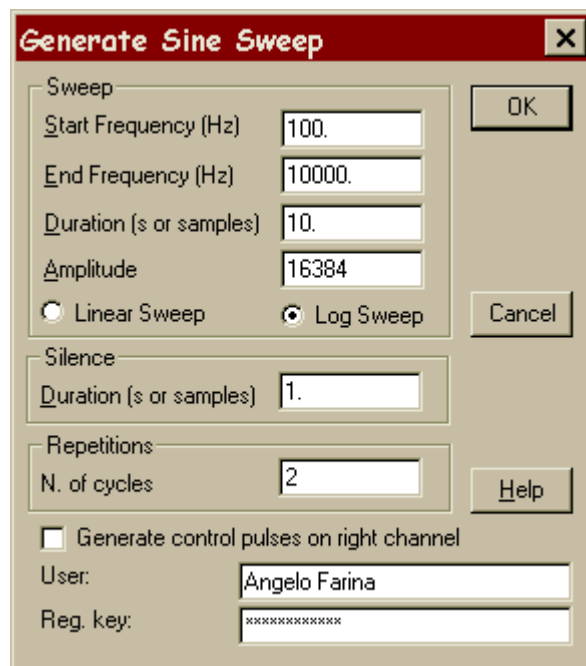 Generate Sine Sweep
Sweep
OK
Start Frequency (Hz) 100.
End Frequency (Hz) 10000.
Duration (s or samples) 10.
Amplitude 16384
Linear Sweep Log Sweep
Cancel
Silence
Duration (s or samples) 1.
Repetitions
N. of cycles 2
Help
Generate control pulses on right channel
User: Angelo Farina
Reg. key: ************